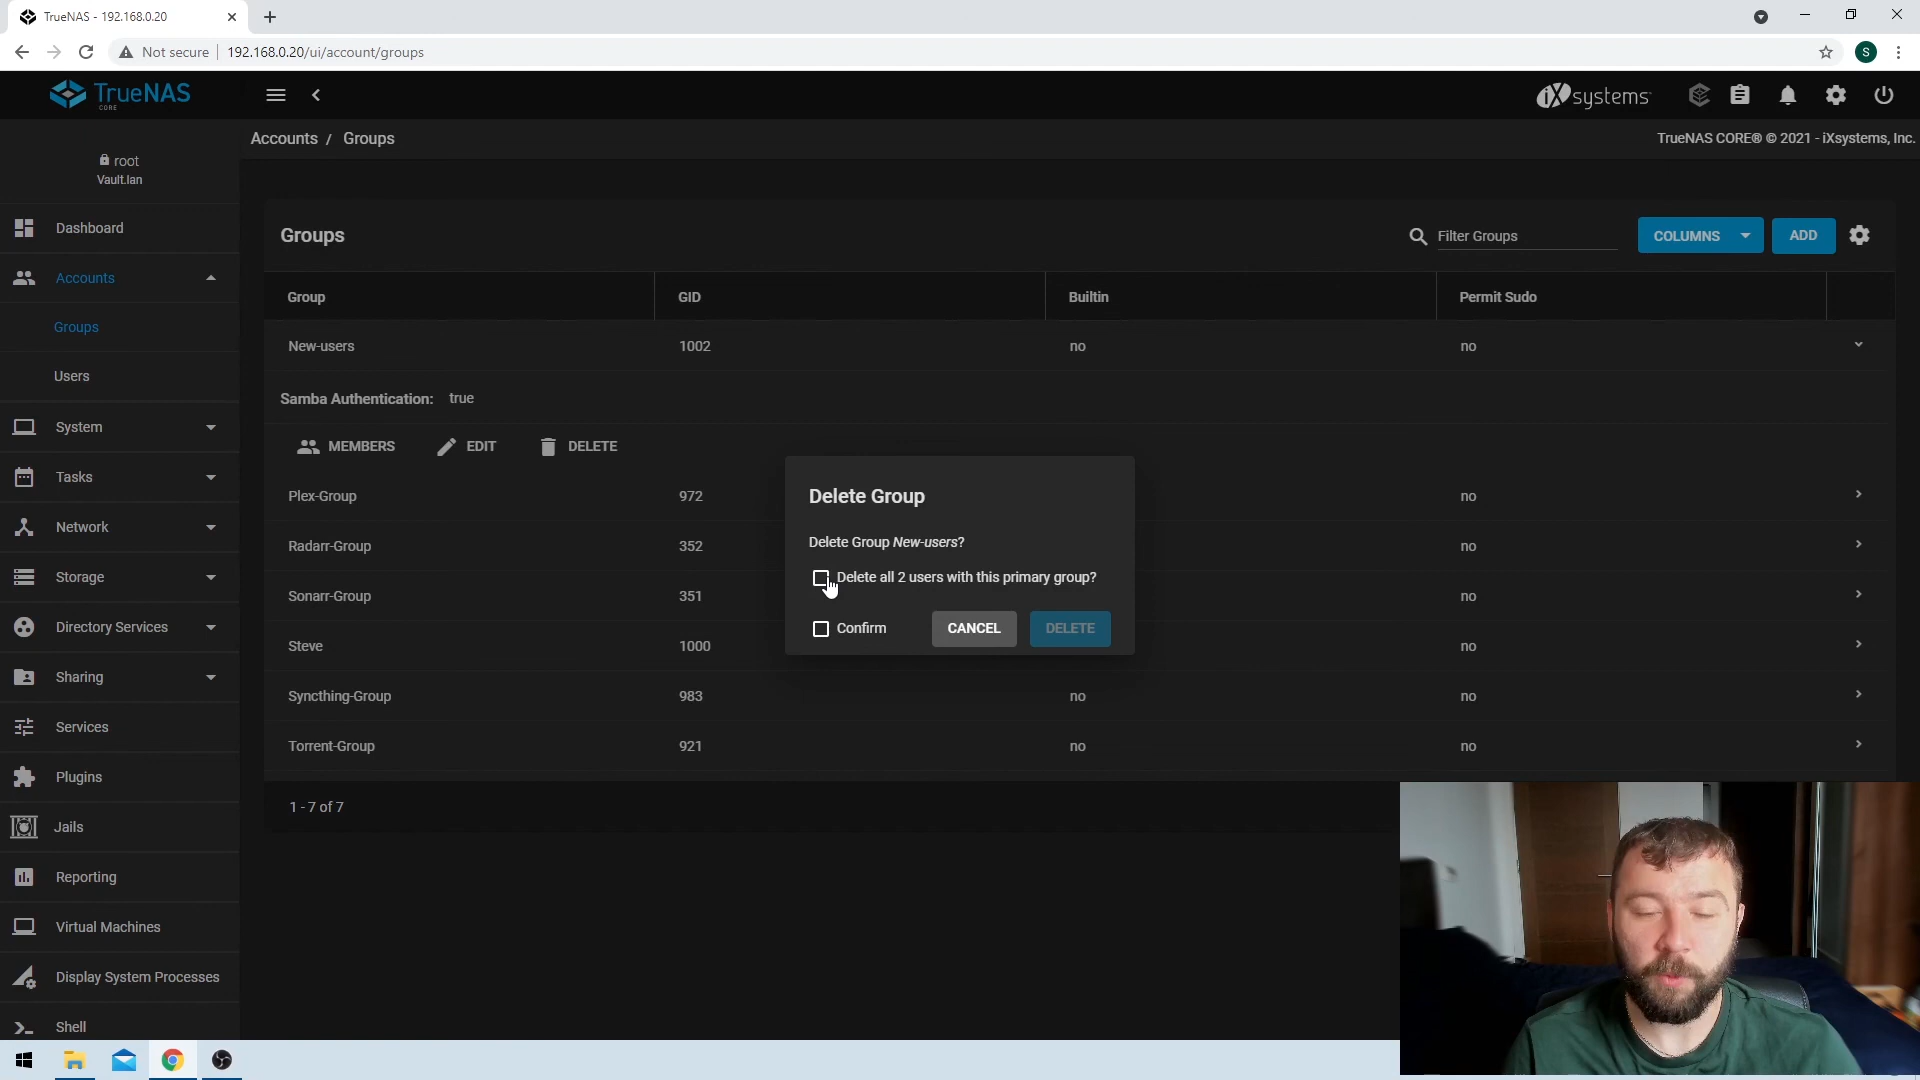 TrueNAS - 192.168.0.20
Not secure
192.168.0.20/ui/account/groups
S
TrueNAS
CORE
iXsystems
Accounts / Groups
TrueNAS CORE® © 2021 - iXsystems, Inc.
root
Vault.lan
Dashboard
Accounts
Groups
Users
System
Tasks
Network
Storage
Directory Services
Sharing
Services
Plugins
Jails
Reporting
Virtual Machines
Display System Processes
Shell
Groups
Filter Groups
COLUMNS
ADD
Group GID Builtin Permit Sudo
New-users 1002 no no
Samba Authentication: true
MEMBERS EDIT DELETE
Plex-Group 972 no
Radarr-Group 352 no
Sonarr-Group 351 no
Steve 1000 no
Syncthing-Group 983 no no
Torrent-Group 921 no no
1 - 7 of 7
Delete Group
Delete Group New-users?
Delete all 2 users with this primary group?
Confirm
CANCEL
DELETE